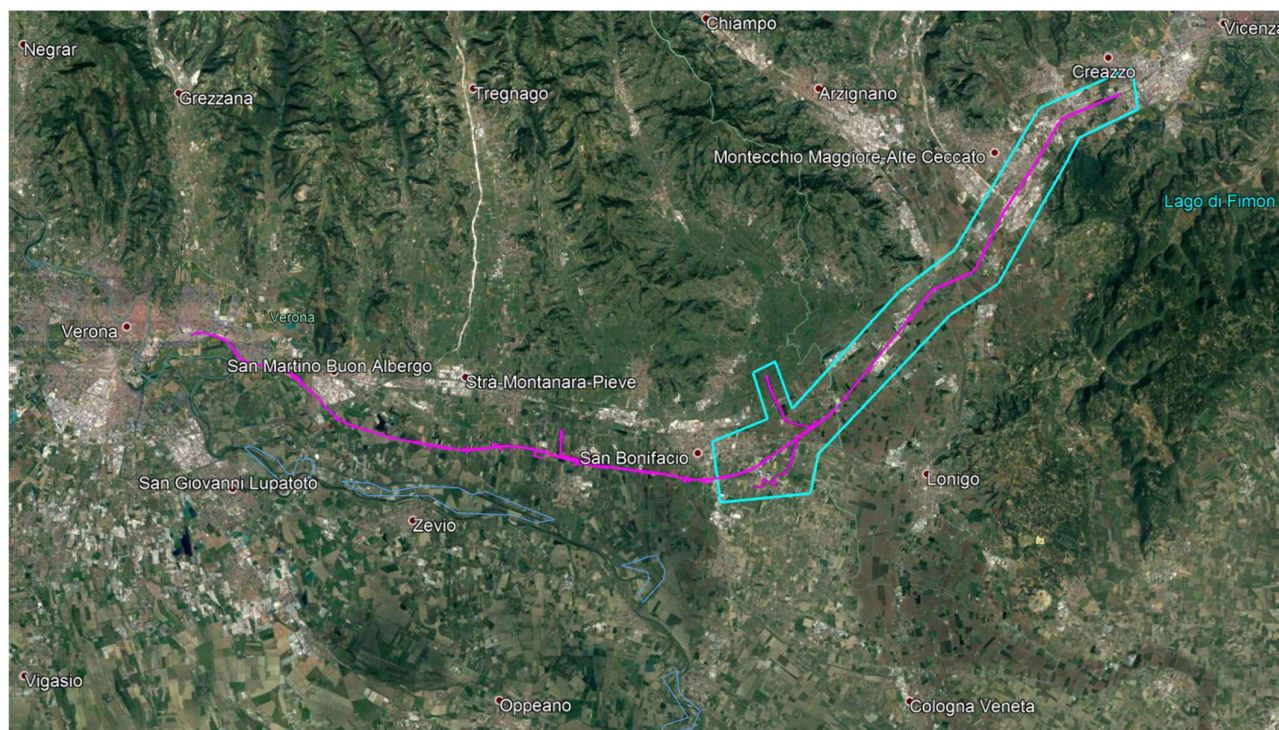 Chiampo
Vicenza
Negrar
Creazzo
Grezzana
Tregnago
Arzignano
Montecchio Maggiore-Alte Ceccato
Lago di Fimon
Verona
Verona
San Martino Buon Albergo
Strà-Montanara-Pieve
San Bonifacio
San Giovanni Lupatoto
Lonigo
Zevio
Vigasio
Oppeano
Cologna Veneta